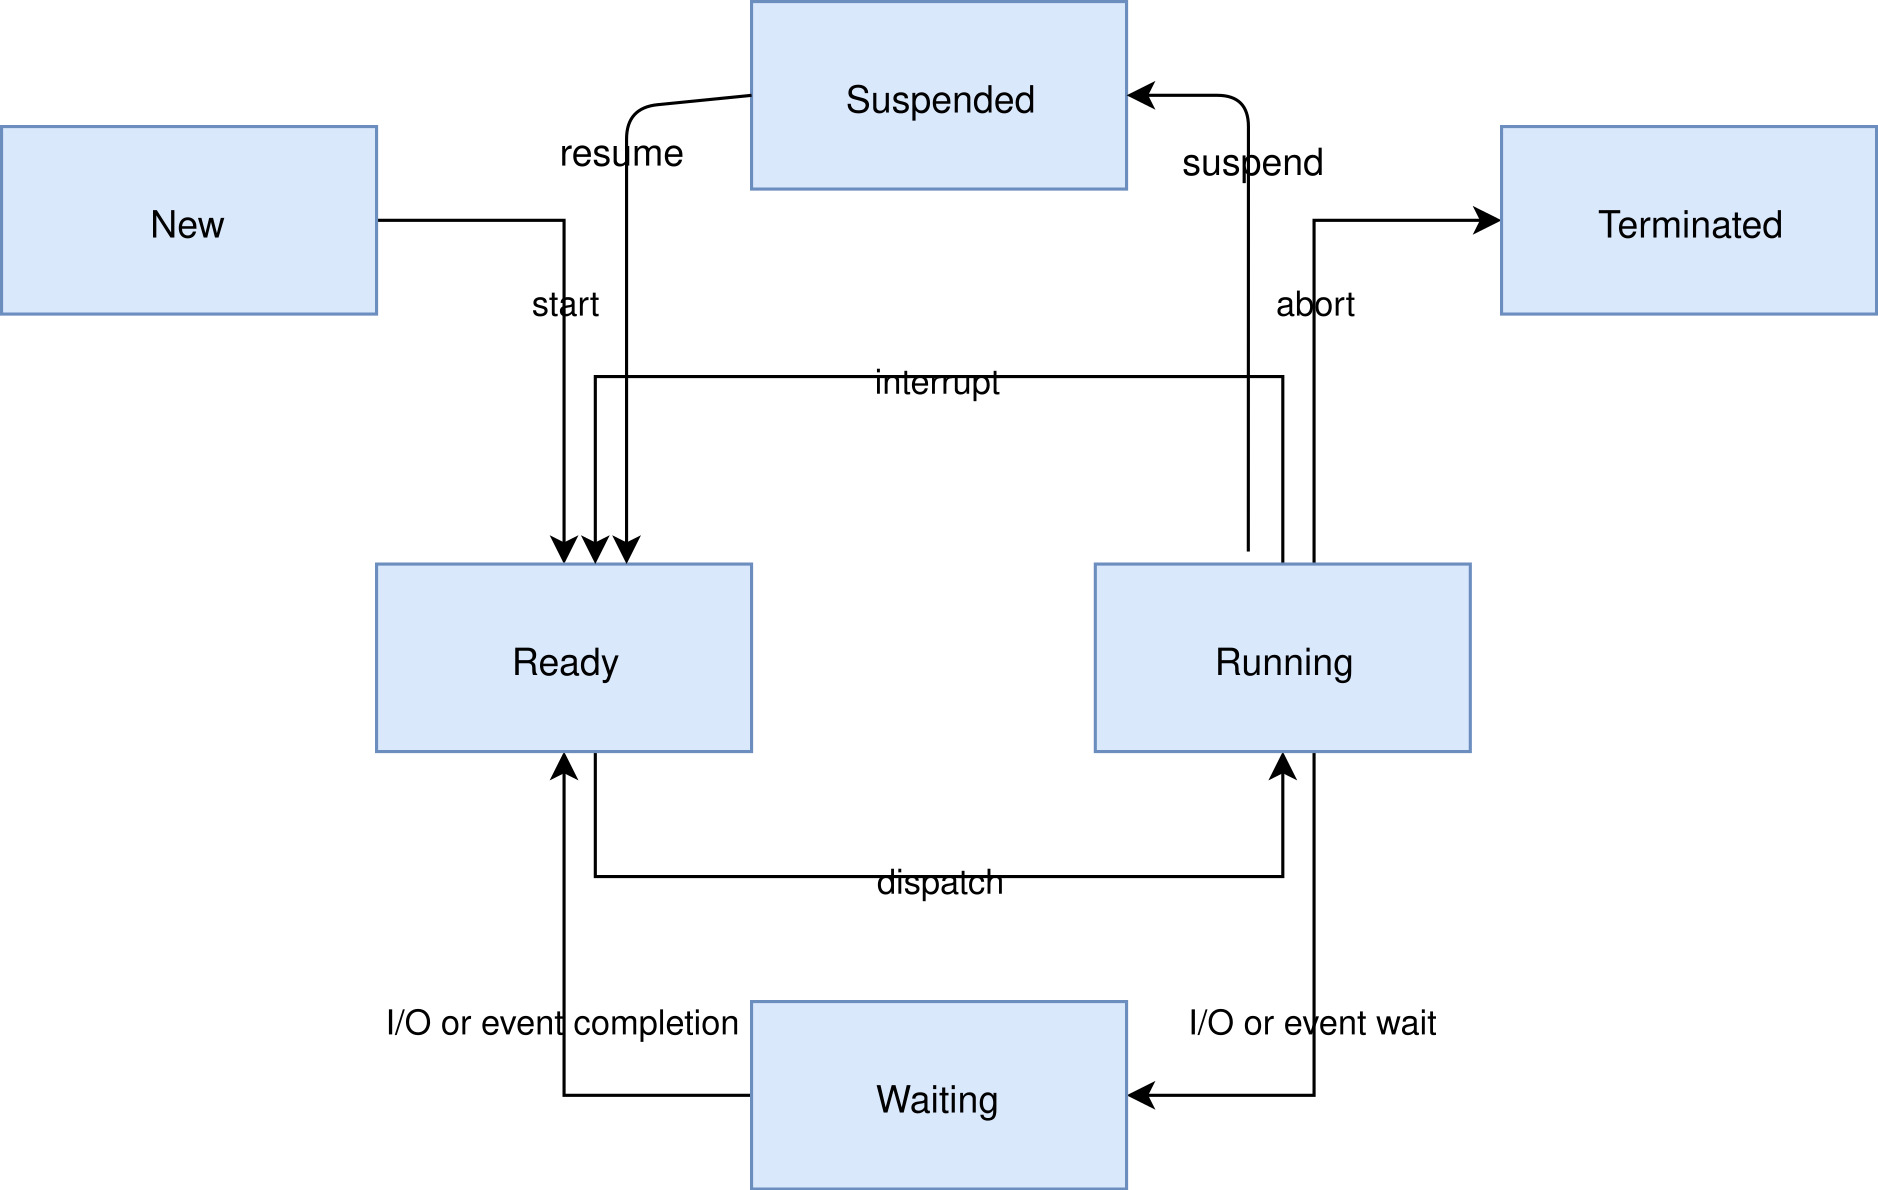 Suspended
resume
suspend
New
Terminated
start
abort
interrupt
Ready
Running
dispatch
I/O or event completion
I/O or event wait
Waiting